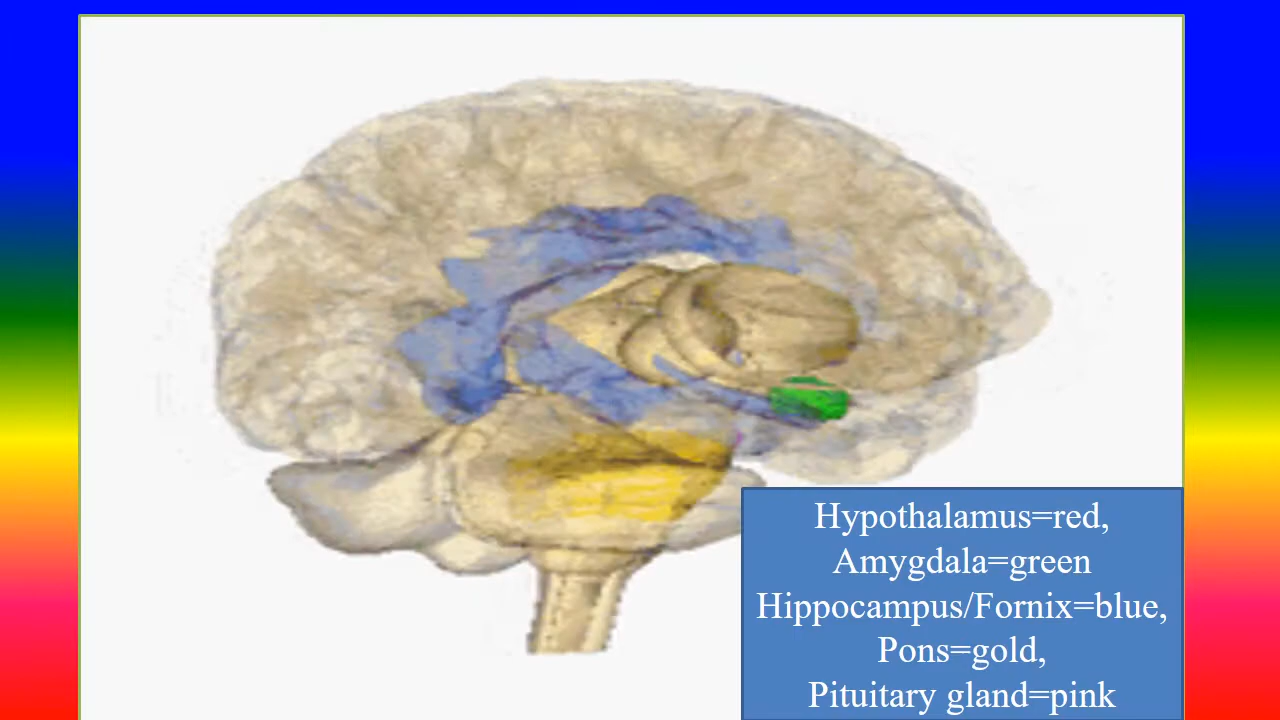 Hypothalamus=red,
Amygdala=green
Hippocampus/Fornix=blue,
Pons=gold,
Pituitary gland=pink